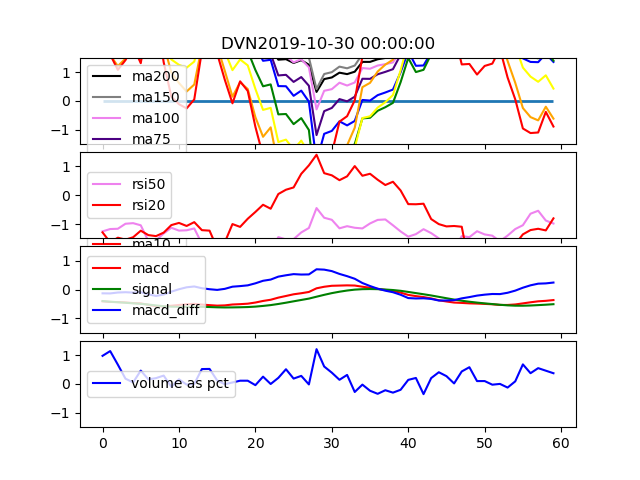 DVN2019-10-30 00:00:00
1
0
−1
ma200
ma150
ma100
ma75
1
0
−1
rsi50
rsi20
ma10
1
0
−1
macd
signal
macd_diff
1
0
−1
volume as pct
0 10 20 30 40 50 60